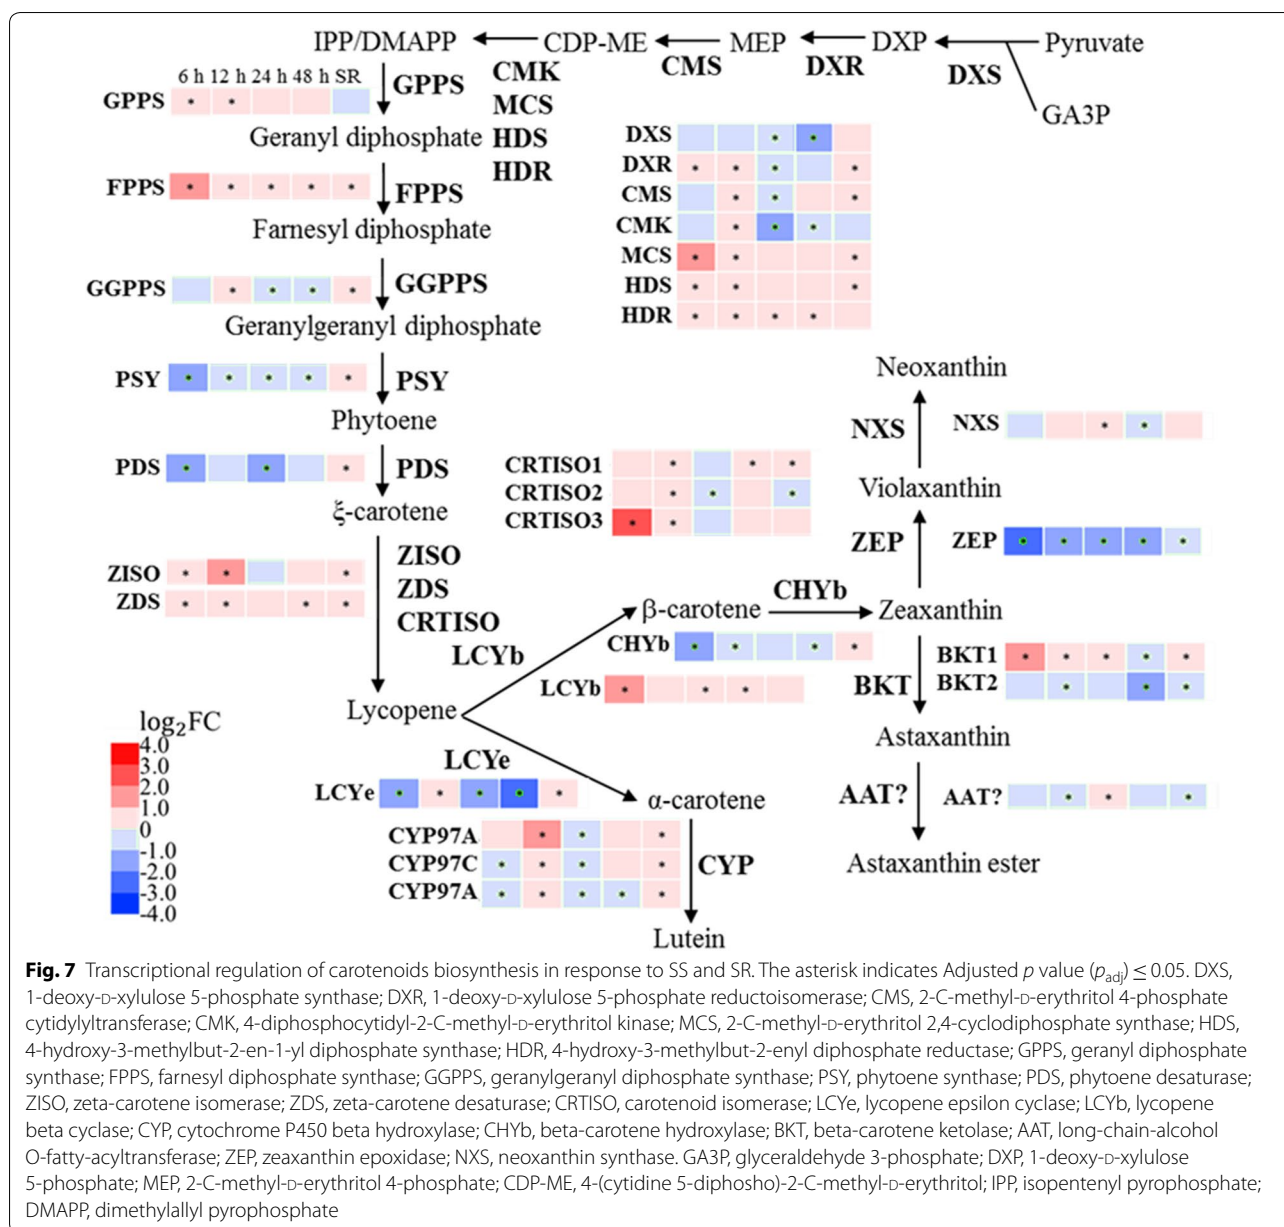 IPP/DMAPP CDP-ME MEP DXP Pyruvate
CMK CMS DXR DXS
MCS
HDS
HDR
GA3P
6 h 12 h 24 h 48 h SR
GPPS * * GPPS
Geranyl diphosphate
FPPS * * * * * FPPS
Farnesyl diphosphate
GGPPS * * * * GGPPS
Geranylgeranyl diphosphate
PSY * * * * * PSY
Phytoene
PDS * * * PDS
ξ-carotene
ZISO * * * ZISO
ZDS * * * * ZDS
CRTISO
Lycopene
DXS * *
DXR * * * *
CMS * * *
CMK * * *
MCS * * *
HDS * * *
HDR * * * *
CRTISO1 * * *
CRTISO2 * * *
CRTISO3 * *
Neoxanthin
NXS NXS * *
Violaxanthin
ZEP ZEP * * * * *
LCYb β-carotene CHYb Zeaxanthin
CHYb * * * *
LCYb * * *
BKT BKT1 * * * * *
BKT2 * * *
Astaxanthin
AAT? AAT? * * *
Astaxanthin ester
LCYe
LCYe * * * * *
α-carotene
CYP97A * * *
CYP97C * * * *
CYP97A * * * * *
CYP
Lutein
log₂FC
4.0
3.0
2.0
1.0
0
-1.0
-2.0
-3.0
-4.0
Fig. 7 Transcriptional regulation of carotenoids biosynthesis in response to SS and SR. The asterisk indicates Adjusted p value (padj) ≤ 0.05. DXS,
1-deoxy-D-xylulose 5-phosphate synthase; DXR, 1-deoxy-D-xylulose 5-phosphate reductoisomerase; CMS, 2-C-methyl-D-erythritol 4-phosphate
cytidylyltransferase; CMK, 4-diphosphocytidyl-2-C-methyl-D-erythritol kinase; MCS, 2-C-methyl-D-erythritol 2,4-cyclodiphosphate synthase; HDS,
4-hydroxy-3-methylbut-2-en-1-yl diphosphate synthase; HDR, 4-hydroxy-3-methylbut-2-enyl diphosphate reductase; GPPS, geranyl diphosphate
synthase; FPPS, farnesyl diphosphate synthase; GGPPS, geranylgeranyl diphosphate synthase; PSY, phytoene synthase; PDS, phytoene desaturase;
ZISO, zeta-carotene isomerase; ZDS, zeta-carotene desaturase; CRTISO, carotenoid isomerase; LCYe, lycopene epsilon cyclase; LCYb, lycopene
beta cyclase; CYP, cytochrome P450 beta hydroxylase; CHYb, beta-carotene hydroxylase; BKT, beta-carotene ketolase; AAT, long-chain-alcohol
O-fatty-acyltransferase; ZEP, zeaxanthin epoxidase; NXS, neoxanthin synthase. GA3P, glyceraldehyde 3-phosphate; DXP, 1-deoxy-D-xylulose
5-phosphate; MEP, 2-C-methyl-D-erythritol 4-phosphate; CDP-ME, 4-(cytidine 5-diphosho)-2-C-methyl-D-erythritol; IPP, isopentenyl pyrophosphate;
DMAPP, dimethylallyl pyrophosphate